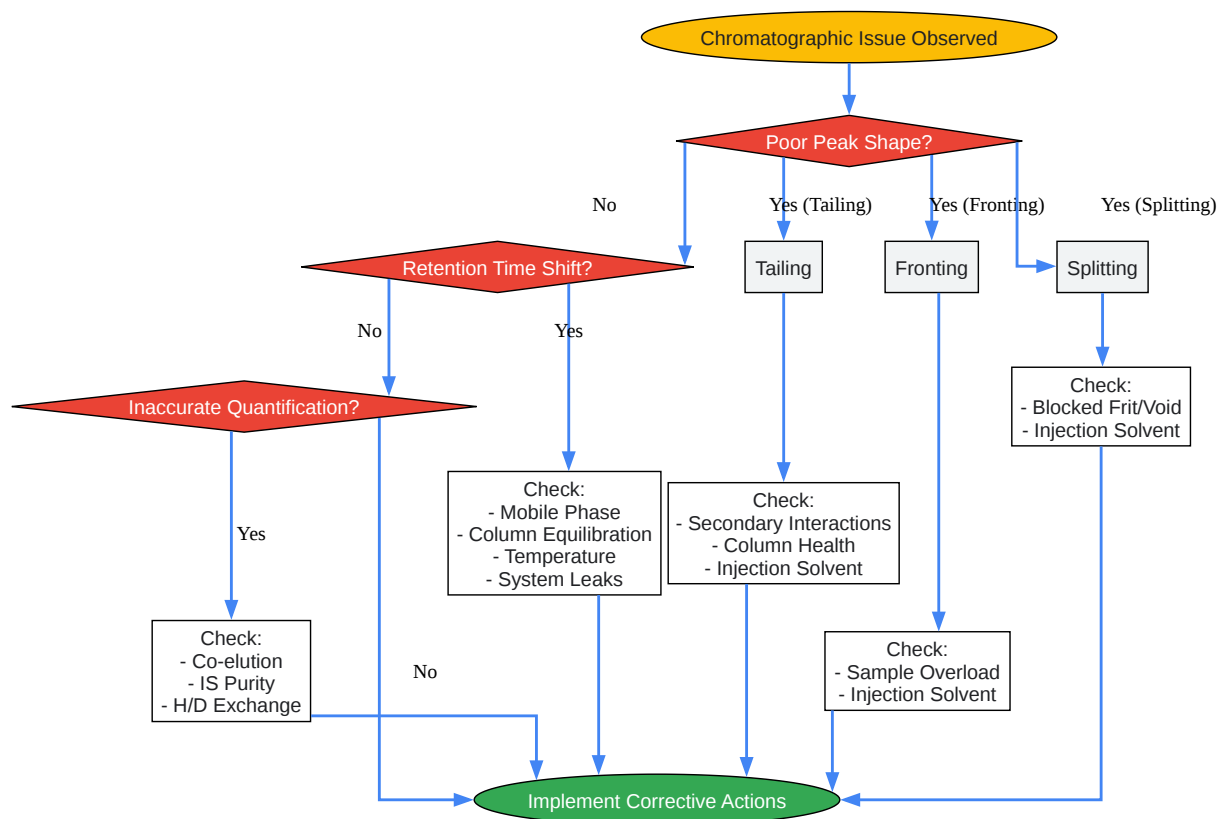 Chromatographic Issue Observed
Poor Peak Shape?
No
Yes (Tailing)
Yes (Fronting)
Yes (Splitting)
Retention Time Shift?
Tailing
Fronting
Splitting
No
Yes
Inaccurate Quantification?
Check:
- Blocked Frit/Void
- Injection Solvent
Check:
- Mobile Phase
- Column Equilibration
- Temperature
- System Leaks
Check:
- Secondary Interactions
- Column Health
- Injection Solvent
Yes
Check:
- Co-elution
- IS Purity
- H/D Exchange
No
Check:
- Sample Overload
- Injection Solvent
Implement Corrective Actions